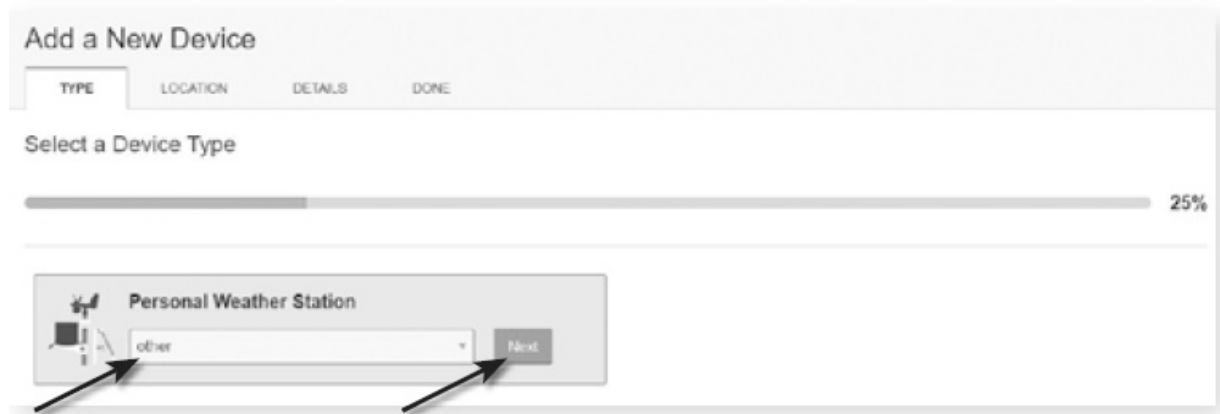 Add a New Device
TYPE LOCATION DETAILS DONE
Select a Device Type
25%
Personal Weather Station
other Next